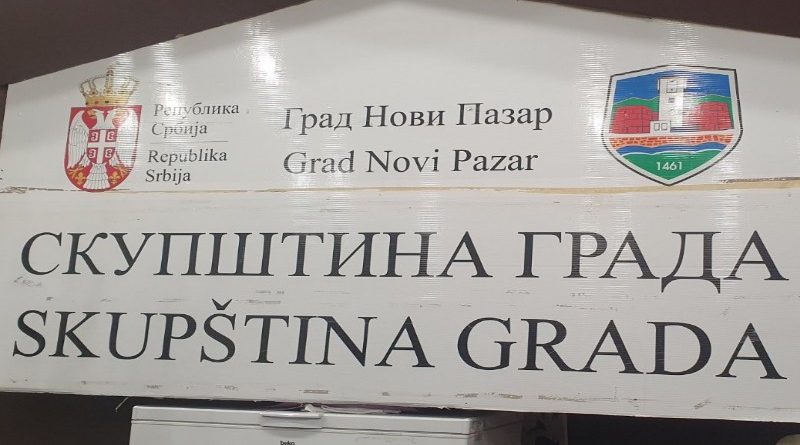 Република
Србија
Republika
Srbija
Град Нови Пазар
Grad Novi Pazar
1461
СКУПШТИНА ГРАДА
SKUPŠTINA GRADA
beko